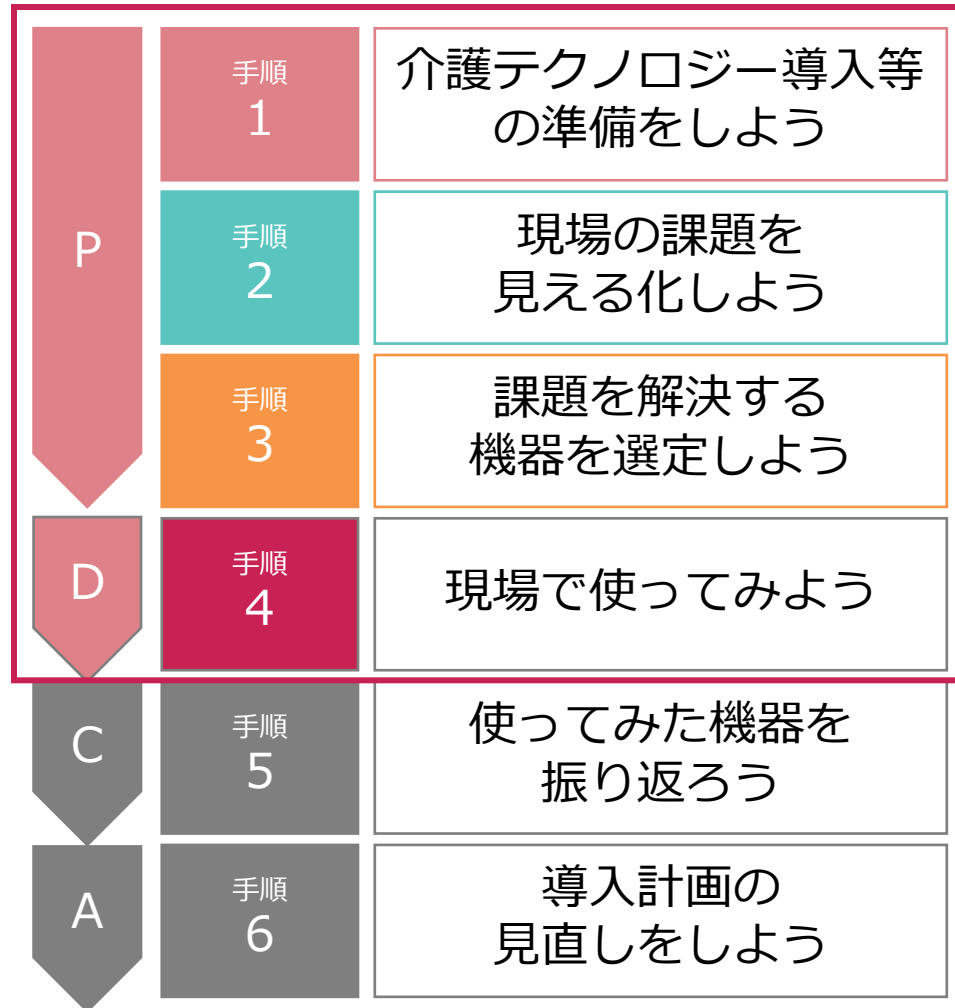 P
手順
1
介護テクノロジー導入等
の準備をしよう
手順
2
現場の課題を
見える化しよう
手順
3
課題を解決する
機器を選定しよう
D
手順
4
現場で使ってみよう
C
手順
5
使ってみた機器を
振り返ろう
A
手順
6
導入計画の
見直しをしよう